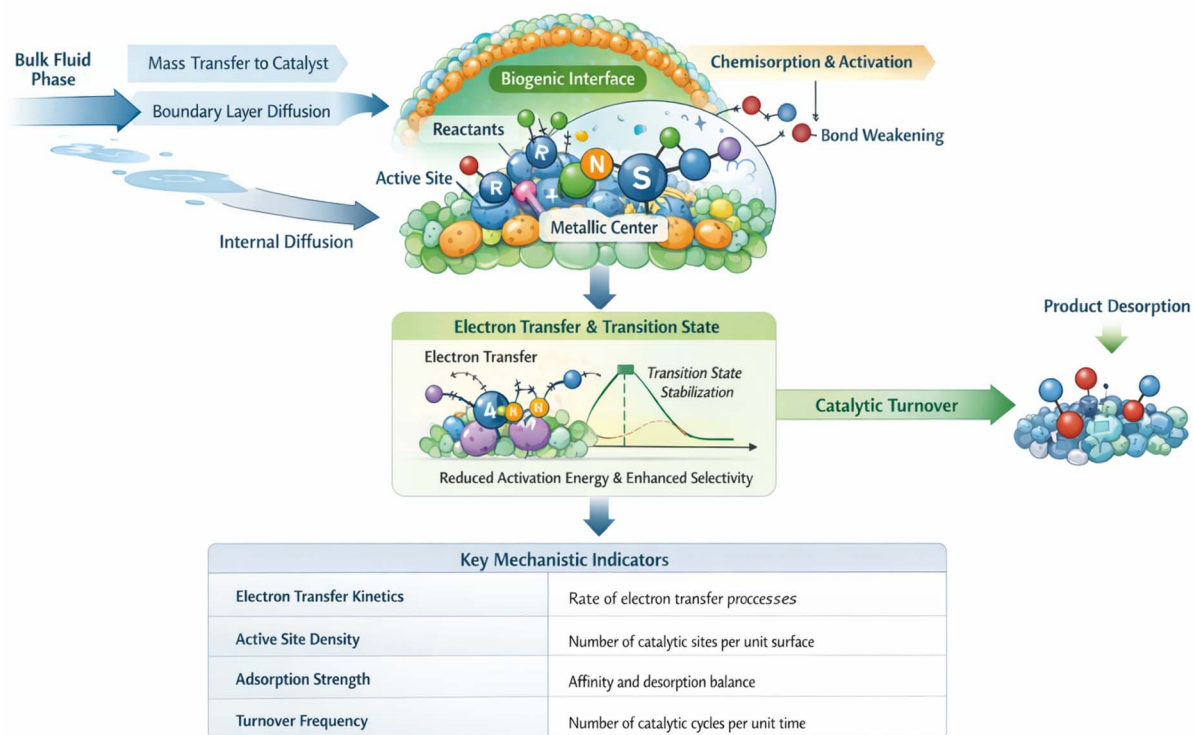 Bulk Fluid
Phase
Mass Transfer to Catalyst
Boundary Layer Diffusion
Internal Diffusion
Biogenic Interface
Reactants
R
N
S
Active Site
R
+
Metallic Center
Chemisorption & Activation
Bond Weakening
Electron Transfer & Transition State
Electron Transfer
4
N
N
Transition State
Stabilization
Reduced Activation Energy & Enhanced Selectivity
Catalytic Turnover
Product Desorption
Key Mechnistic Indicators
Electron Transfer Kinetics
Rate of electron transfer proccesses
Active Site Density
Number of catalytic sites per unit surface
Adsorption Strength
Affinity and desorption balance
Turnover Frequency
Number of catalytic cycles per unit time